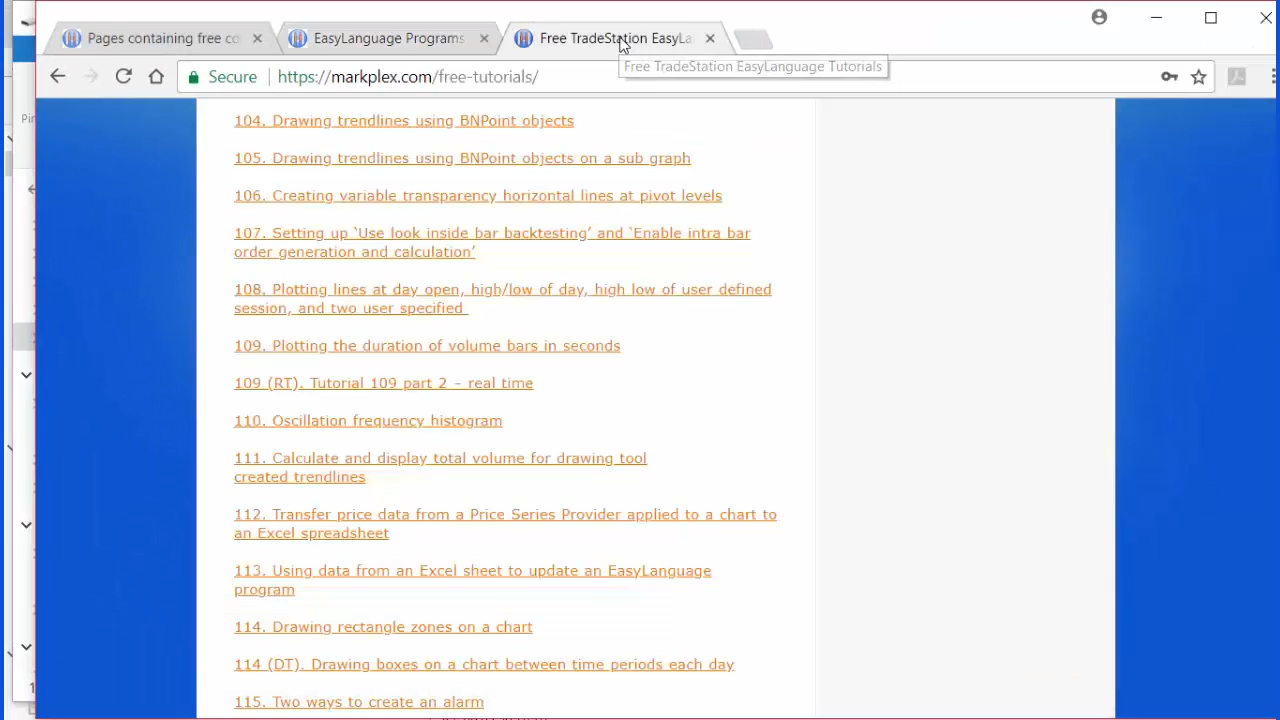 Pages containing free co
EasyLanguage Programs
Free TradeStation EasyLa
Secure
https://markplex.com/free-tutorials/
Free TradeStation EasyLanguage Tutorials
104. Drawing trendlines using BNPoint objects
105. Drawing trendlines using BNPoint objects on a sub graph
106. Creating variable transparency horizontal lines at pivot levels
107. Setting up ‘Use look inside bar backtesting’ and ‘Enable intra bar
order generation and calculation’
108. Plotting lines at day open, high/low of day, high low of user defined
session, and two user specified
109. Plotting the duration of volume bars in seconds
109 (RT). Tutorial 109 part 2 – real time
110. Oscillation frequency histogram
111. Calculate and display total volume for drawing tool
created trendlines
112. Transfer price data from a Price Series Provider applied to a chart to
an Excel spreadsheet
113. Using data from an Excel sheet to update an EasyLanguage
program
114. Drawing rectangle zones on a chart
114 (DT). Drawing boxes on a chart between time periods each day
115. Two ways to create an alarm